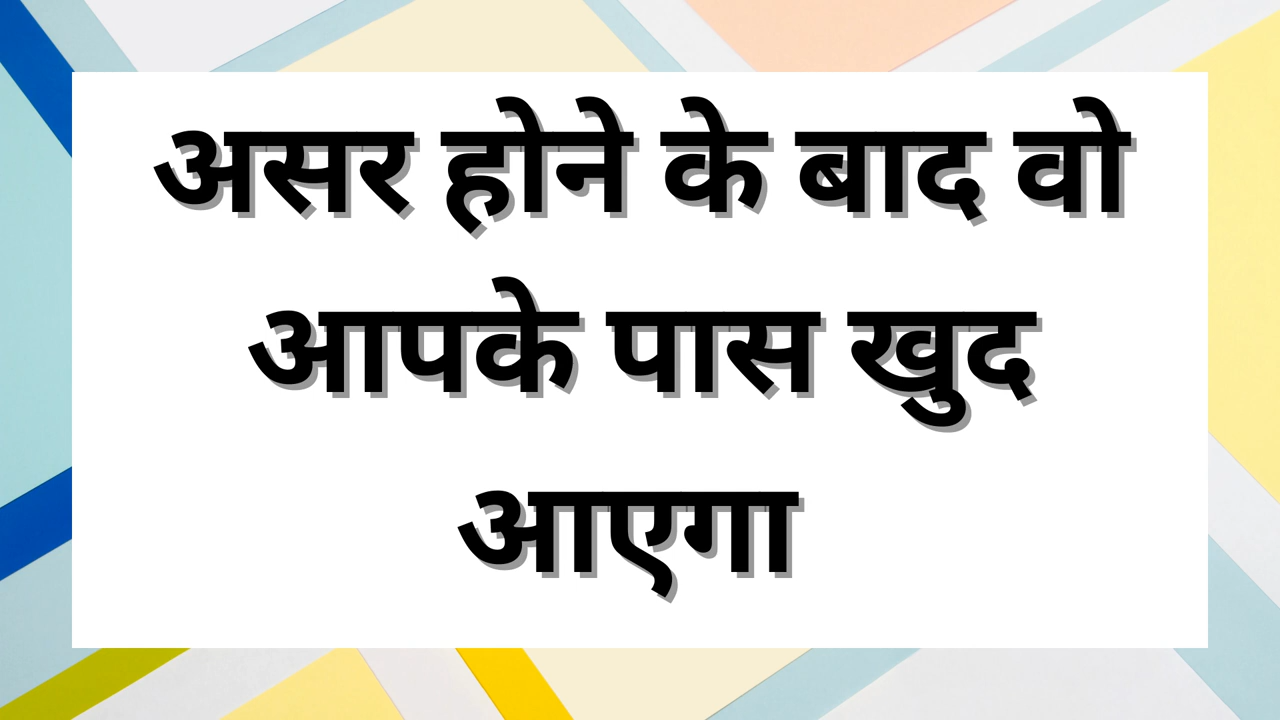 असर होने के बाद वो
आपके पास खुद
आएगा